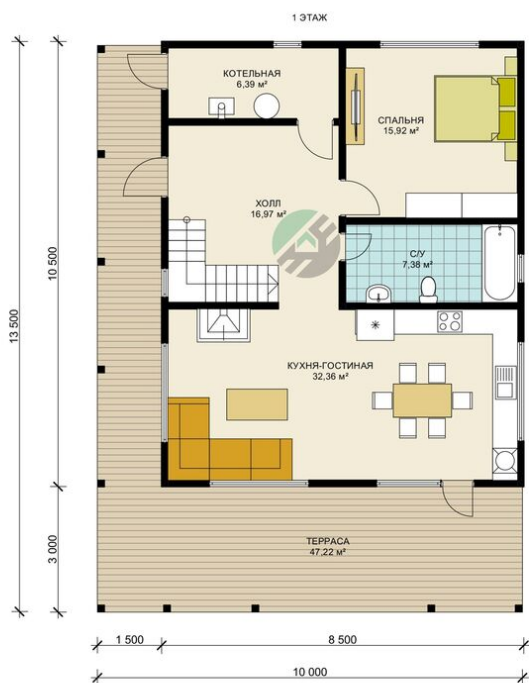 1 ЭТАЖ
КОТЕЛЬНАЯ
6,39 м²
СПАЛЬНЯ
15,92 м²
ХОЛЛ
16,97 м²
С/У
7,38 м²
КУХНЯ-ГОСТИНАЯ
32,36 м²
ТЕРРАСА
47,22 м²
13 500
10 500
3 000
1 500
8 500
10 000